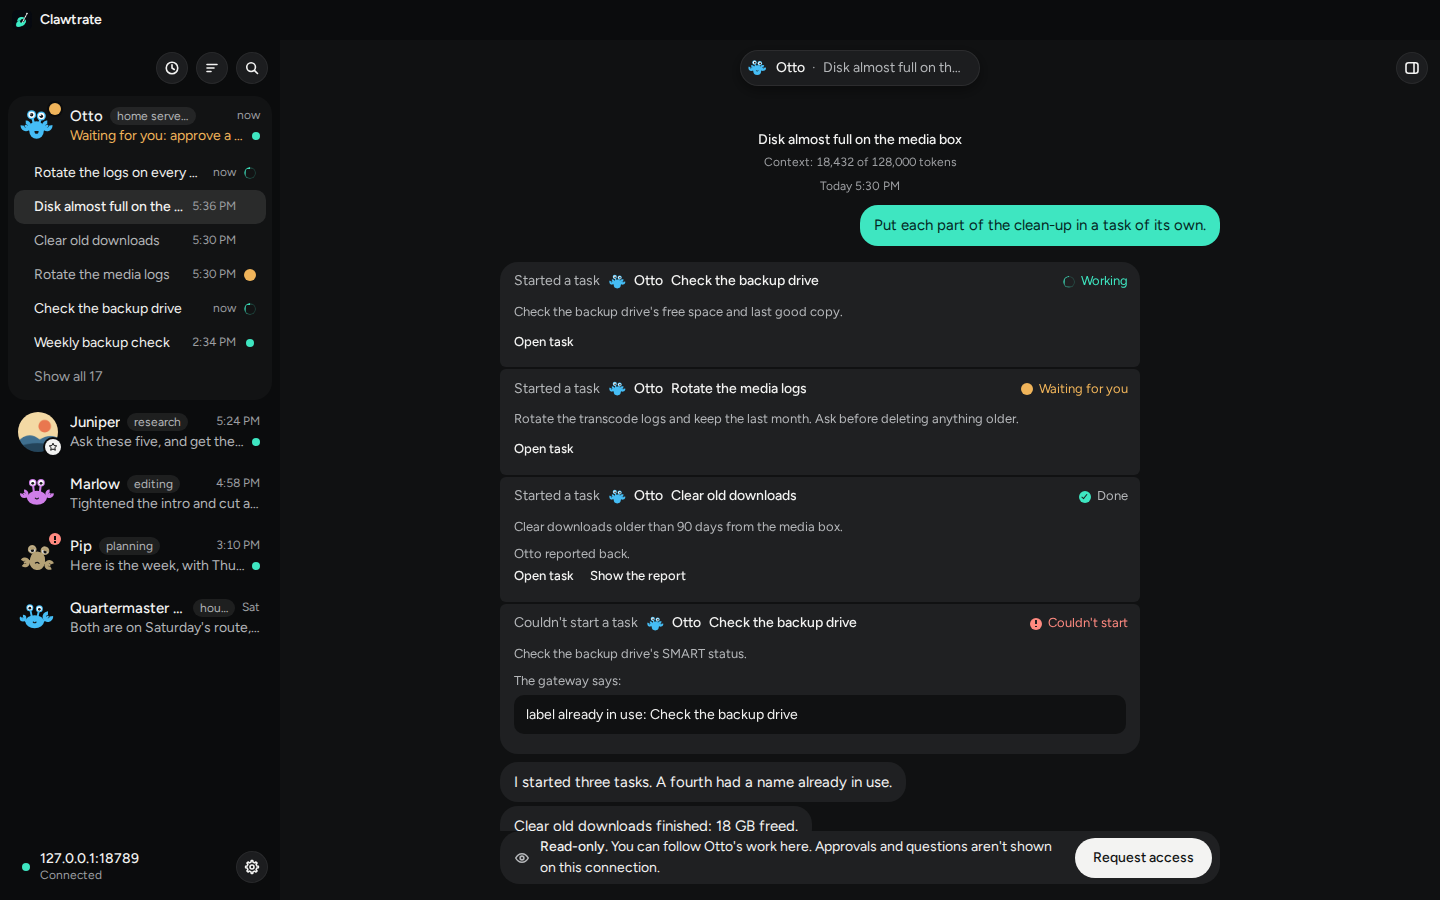 Clawtrate
Otto home serve... now
Waiting for you: approve a ...
Rotate the logs on every ... now
Disk almost full on the ... 5:36 PM
Clear old downloads 5:30 PM
Rotate the media logs 5:30 PM
Check the backup drive now
Weekly backup check 2:34 PM
Show all 17
Juniper research 5:24 PM
Ask these five, and get the...
Marlow editing 4:58 PM
Tightened the intro and cut a...
Pip planning 3:10 PM
Here is the week, with Thu...
Quartermaster ... hou... Sat
Both are on Saturday's route,...
127.0.0.1:18789
Connected
Otto · Disk almost full on th...
Disk almost full on the media box
Context: 18,432 of 128,000 tokens
Today 5:30 PM
Put each part of the clean-up in a task of its own.
Started a task Otto Check the backup drive Working
Check the backup drive's free space and last good copy.
Open task
Started a task Otto Rotate the media logs Waiting for you
Rotate the transcode logs and keep the last month. Ask before deleting anything older.
Open task
Started a task Otto Clear old downloads Done
Clear downloads older than 90 days from the media box.
Otto reported back.
Open task Show the report
Couldn't start a task Otto Check the backup drive Couldn't start
Check the backup drive's SMART status.
The gateway says:
label already in use: Check the backup drive
I started three tasks. A fourth had a name already in use.
Clear old downloads finished: 18 GB freed.
Read-only. You can follow Otto's work here. Approvals and questions aren't shown
on this connection.
Request access